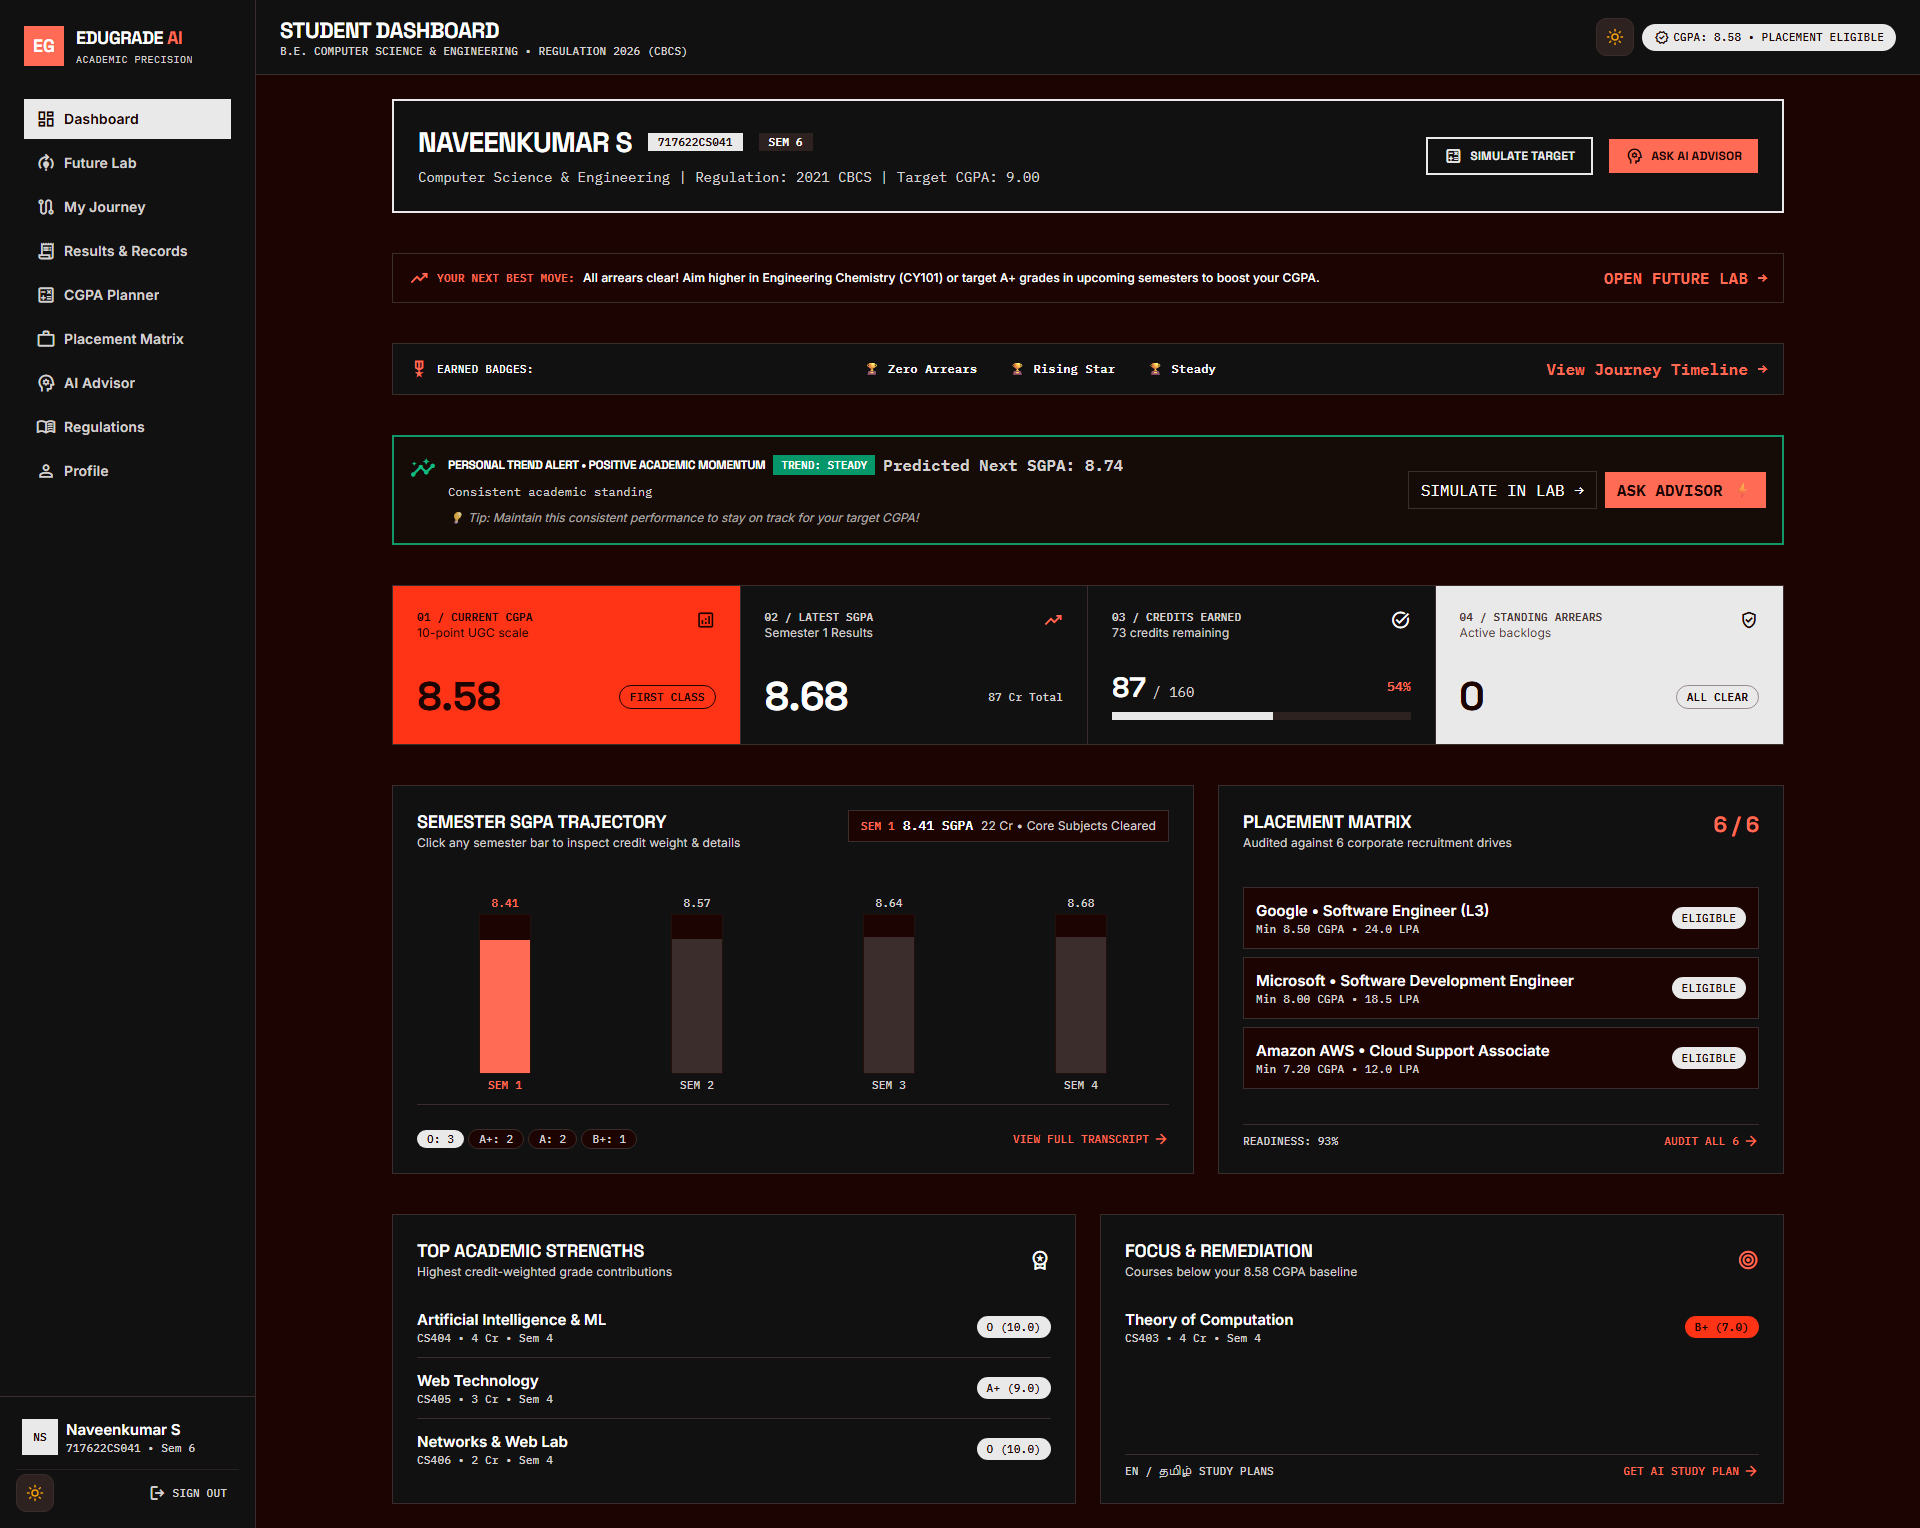 EG
EDUGRADE AI
ACADEMIC PRECISION
Dashboard
Future Lab
My Journey
Results & Records
CGPA Planner
Placement Matrix
AI Advisor
Regulations
Profile
NS
Naveenkumar S
717622CS041 • Sem 6
SIGN OUT
STUDENT DASHBOARD
B.E. COMPUTER SCIENCE & ENGINEERING • REGULATION 2026 (CBCS)
CGPA: 8.58 • PLACEMENT ELIGIBLE
NAVEENKUMAR S 717622CS041 SEM 6
Computer Science & Engineering | Regulation: 2021 CBCS | Target CGPA: 9.00
SIMULATE TARGET
ASK AI ADVISOR
YOUR NEXT BEST MOVE: All arrears clear! Aim higher in Engineering Chemistry (CY101) or target A+ grades in upcoming semesters to boost your CGPA.
OPEN FUTURE LAB →
EARNED BADGES:
🏆 Zero Arrears 🏆 Rising Star 🏆 Steady
View Journey Timeline →
PERSONAL TREND ALERT • POSITIVE ACADEMIC MOMENTUM TREND: STEADY Predicted Next SGPA: 8.74
Consistent academic standing
💡 Tip: Maintain this consistent performance to stay on track for your target CGPA!
SIMULATE IN LAB →
ASK ADVISOR ⚡
01 / CURRENT CGPA
10-point UGC scale
8.58
FIRST CLASS
02 / LATEST SGPA
Semester 1 Results
8.68
87 Cr Total
03 / CREDITS EARNED
73 credits remaining
87 / 160
54%
04 / STANDING ARREARS
Active backlogs
0
ALL CLEAR
SEMESTER SGPA TRAJECTORY
Click any semester bar to inspect credit weight & details
SEM 1 8.41 SGPA 22 Cr • Core Subjects Cleared
8.41 8.57 8.64 8.68
SEM 1 SEM 2 SEM 3 SEM 4
O: 3 A+: 2 A: 2 B+: 1
VIEW FULL TRANSCRIPT →
PLACEMENT MATRIX
Audited against 6 corporate recruitment drives
6/6
Google • Software Engineer (L3)
Min 8.50 CGPA • 24.0 LPA
ELIGIBLE
Microsoft • Software Development Engineer
Min 8.00 CGPA • 18.5 LPA
ELIGIBLE
Amazon AWS • Cloud Support Associate
Min 7.20 CGPA • 12.0 LPA
ELIGIBLE
READINESS: 93%
AUDIT ALL 6 →
TOP ACADEMIC STRENGTHS
Highest credit-weighted grade contributions
Artificial Intelligence & ML
CS404 • 4 Cr • Sem 4
O (10.0)
Web Technology
CS405 • 3 Cr • Sem 4
A+ (9.0)
Networks & Web Lab
CS406 • 2 Cr • Sem 4
O (10.0)
FOCUS & REMEDIATION
Courses below your 8.58 CGPA baseline
Theory of Computation
CS403 • 4 Cr • Sem 4
B+ (7.0)
EN / தமிழ் STUDY PLANS
GET AI STUDY PLAN →